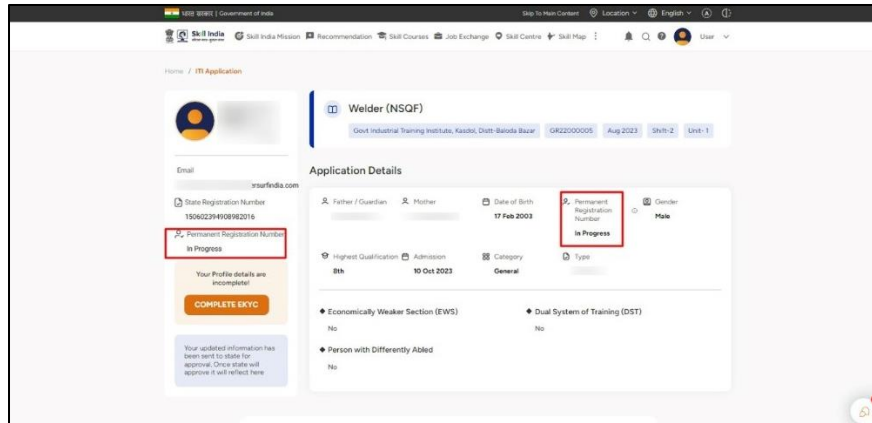 भारत सरकार | Government of India
Skip To Main Content
Location
English
Skill India
Skill India Mission
Recommendation
Skill Courses
Job Exchange
Skill Centre
Skill Map
User
Home / ITI Application
Email
State Registration Number
150602394908982016
Permanent Registration Number
In Progress
Your Profile details are
incomplete!
COMPLETE EKYC
Your updated information has
been sent to state for
approval. Once state will
approve it will reflect here
Welder (NSQF)
Govt Industrial Training Institute, Kasdol, Distt-Baloda Bazar
GR22000005
Aug 2023
Shift-2
Unit-1
Application Details
Father / Guardian
Mother
Date of Birth
17 Feb 2003
Permanent
Registration
Number
In Progress
Gender
Male
Highest Qualification
8th
Admission
10 Oct 2023
Category
General
Type
Economically Weaker Section (EWS)
No
Dual System of Training (DST)
No
Person with Differently Abled
No